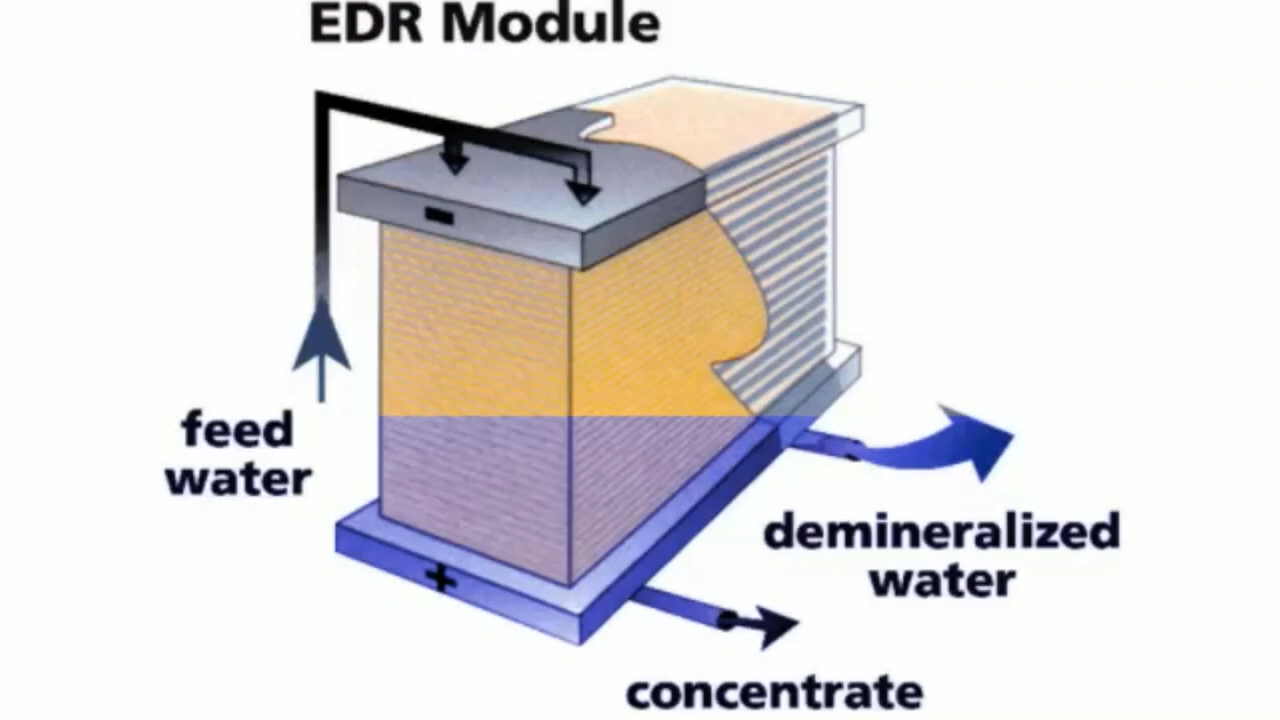 EDR Module
-
feed
water
demineralized
water
+
concentrate